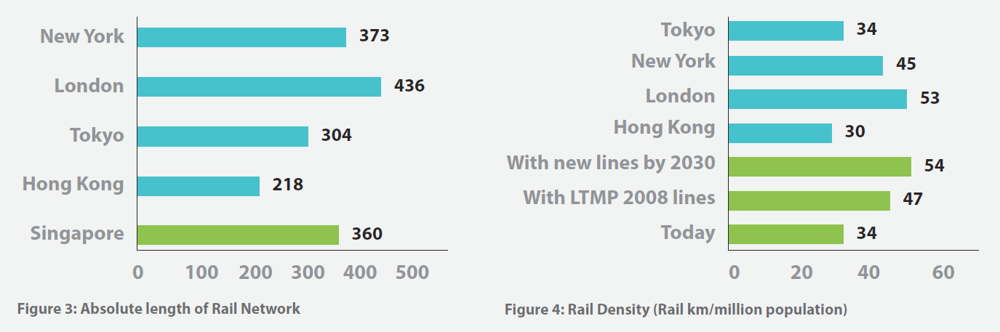 New York 373
London 436
Tokyo 304
Hong Kong 218
Singapore 360
0 100 200 300 400 500
Figure 3: Absolute length of Rail Network
Tokyo 34
New York 45
London 53
Hong Kong 30
With new lines by 2030 54
With LTMP 2008 lines 47
Today 34
0 20 40 60
Figure 4: Rail Density (Rail km/million population)